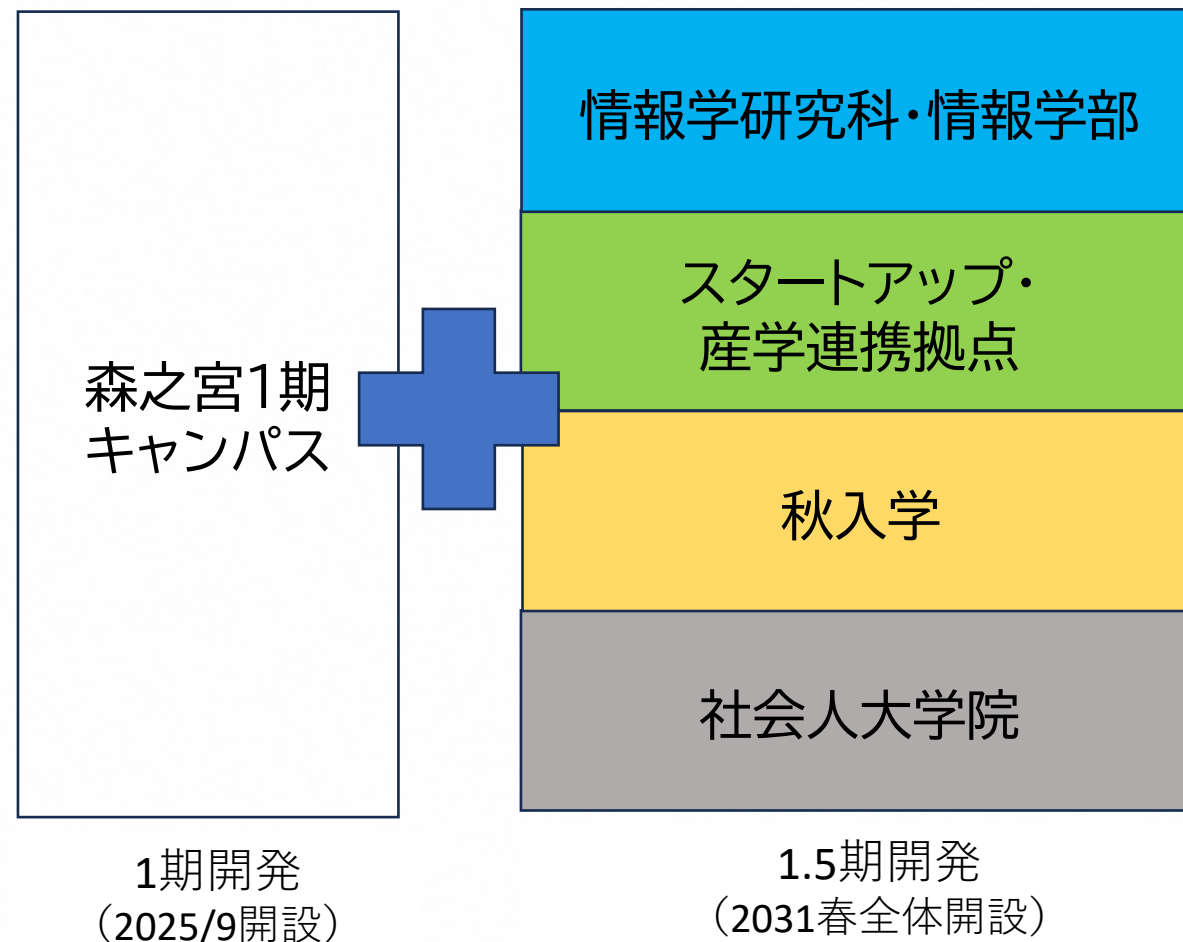 森之宮1期
キャンパス
1期開発
（2025/9開設）
情報学研究科・情報学部
スタートアップ・
産学連携拠点
秋入学
社会人大学院
1.5期開発
（2031春全体開設）